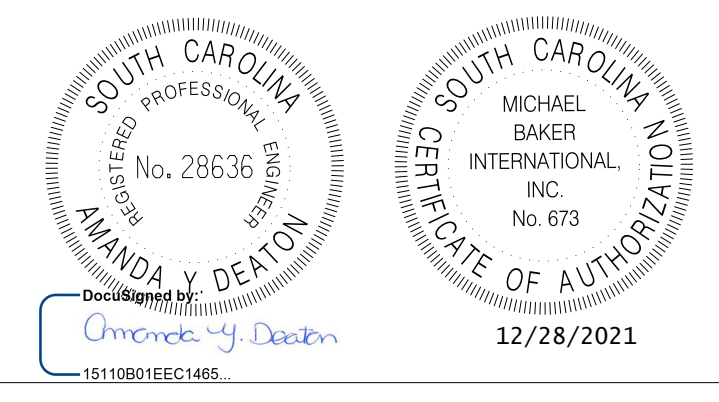 SOUTH CAROLINA
REGISTERED PROFESSIONAL ENGINEER
No. 28636
AMANDA Y DEATON
DocuSigned by:
Amanda Y. Deaton
15110B01EEC1465...
SOUTH CAROLINA
MICHAEL
BAKER
INTERNATIONAL,
INC.
No. 673
CERTIFICATE OF AUTHORIZATION
12/28/2021